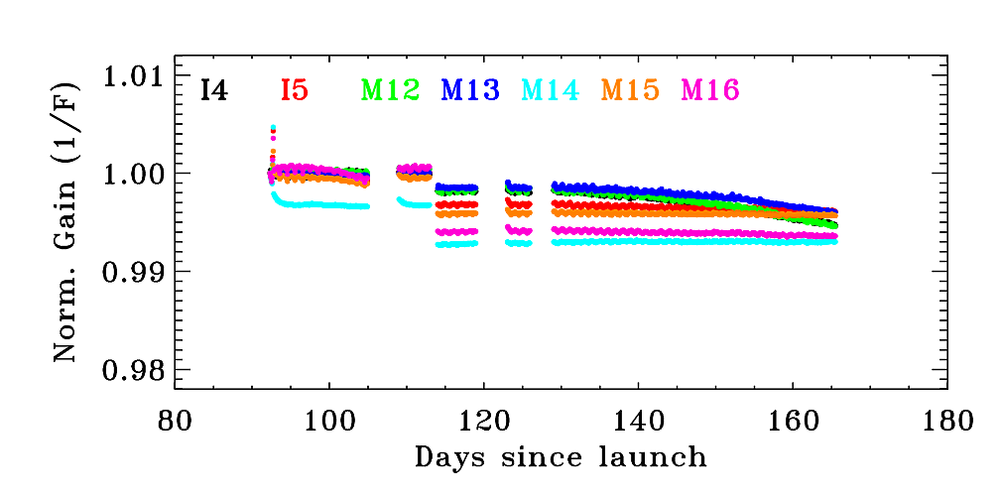 I4 I5 M12 M13 M14 M15 M16
1.01
1.00
0.99
0.98
Norm. Gain (1/F)
80 100 120 140 160 180
Days since launch